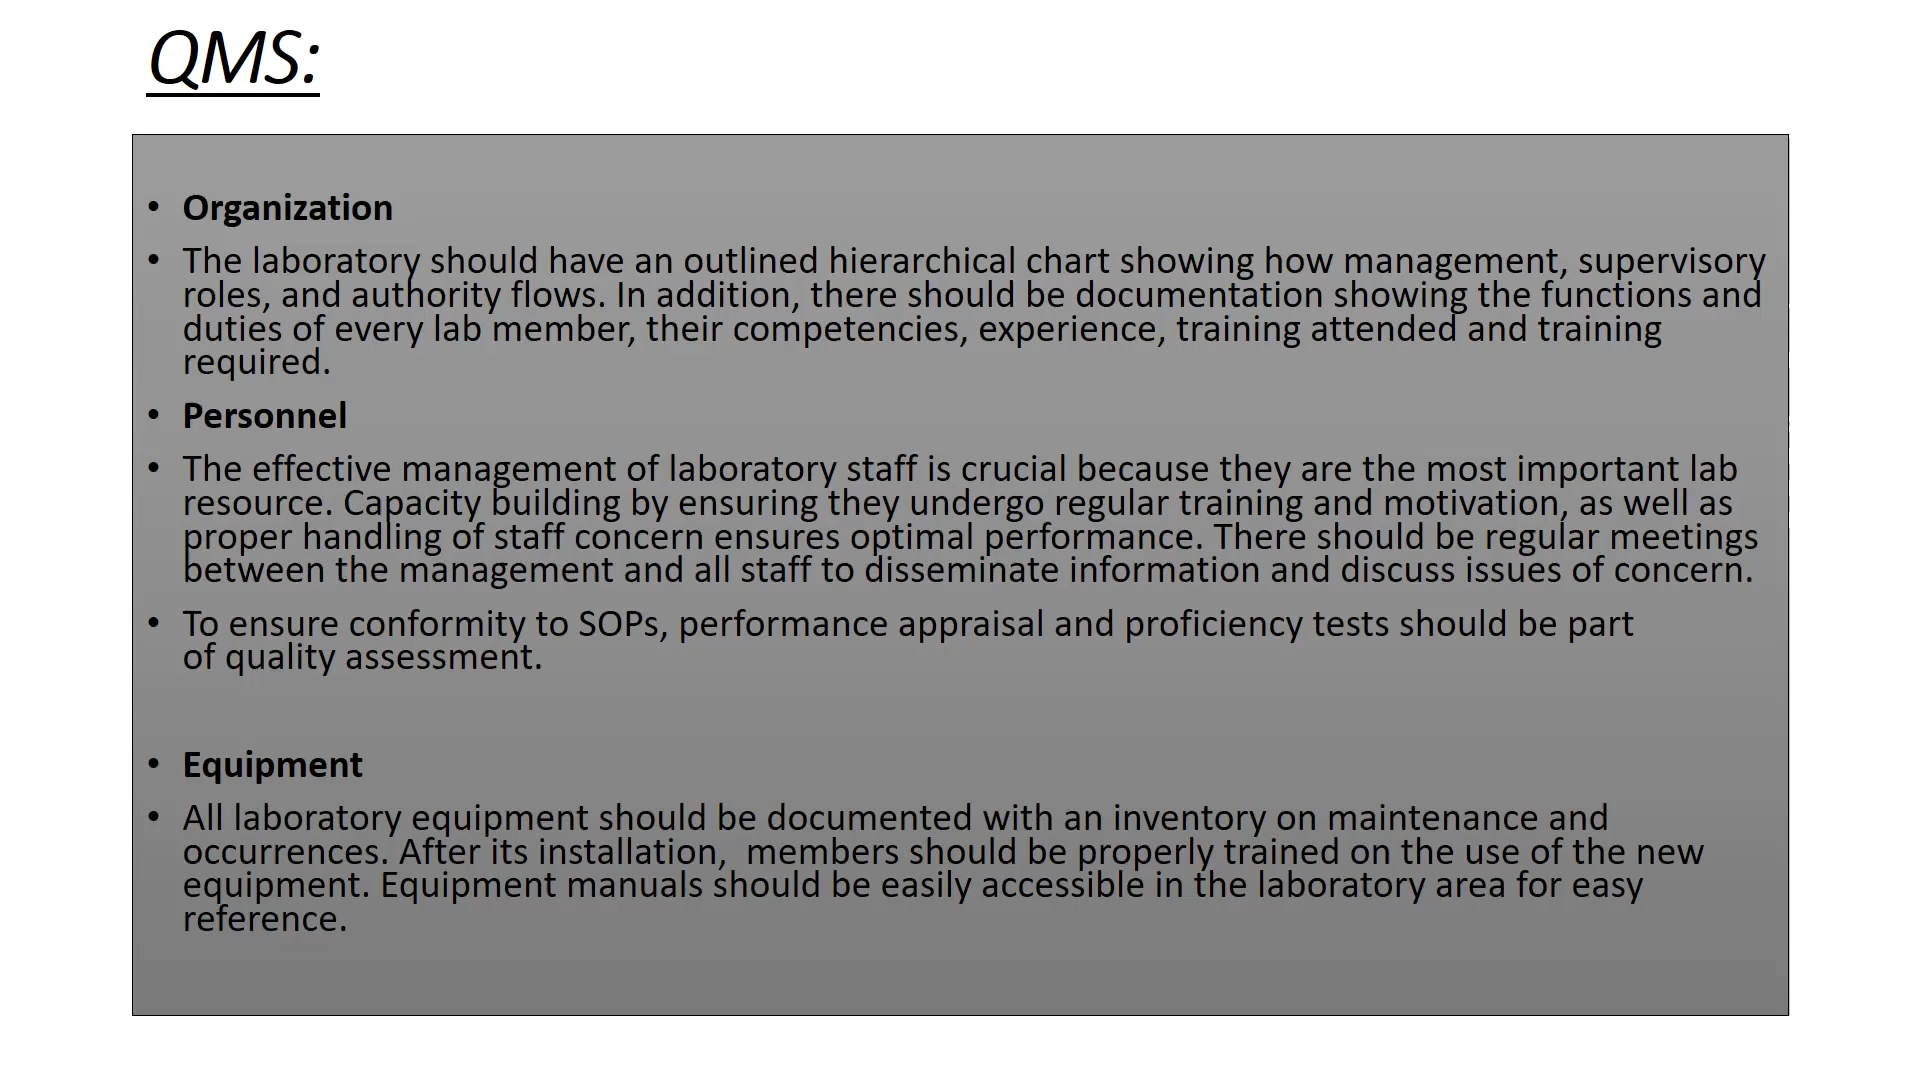 QMS:
• Organization
• The laboratory should have an outlined hierarchical chart showing how management, supervisory
roles, and authority flows. In addition, there should be documentation showing the functions and
duties of every lab member, their competencies, experience, training attended and training
required.
• Personnel
• The effective management of laboratory staff is crucial because they are the most important lab
resource. Capacity building by ensuring they undergo regular training and motivation, as well as
proper handling of staff concern ensures optimal performance. There should be regular meetings
between the management and all staff to disseminate information and discuss issues of concern.
• To ensure conformity to SOPs, performance appraisal and proficiency tests should be part
of quality assessment.
• Equipment
• All laboratory equipment should be documented with an inventory on maintenance and
occurrences. After its installation,  members should be properly trained on the use of the new
equipment. Equipment manuals should be easily accessible in the laboratory area for easy
reference.